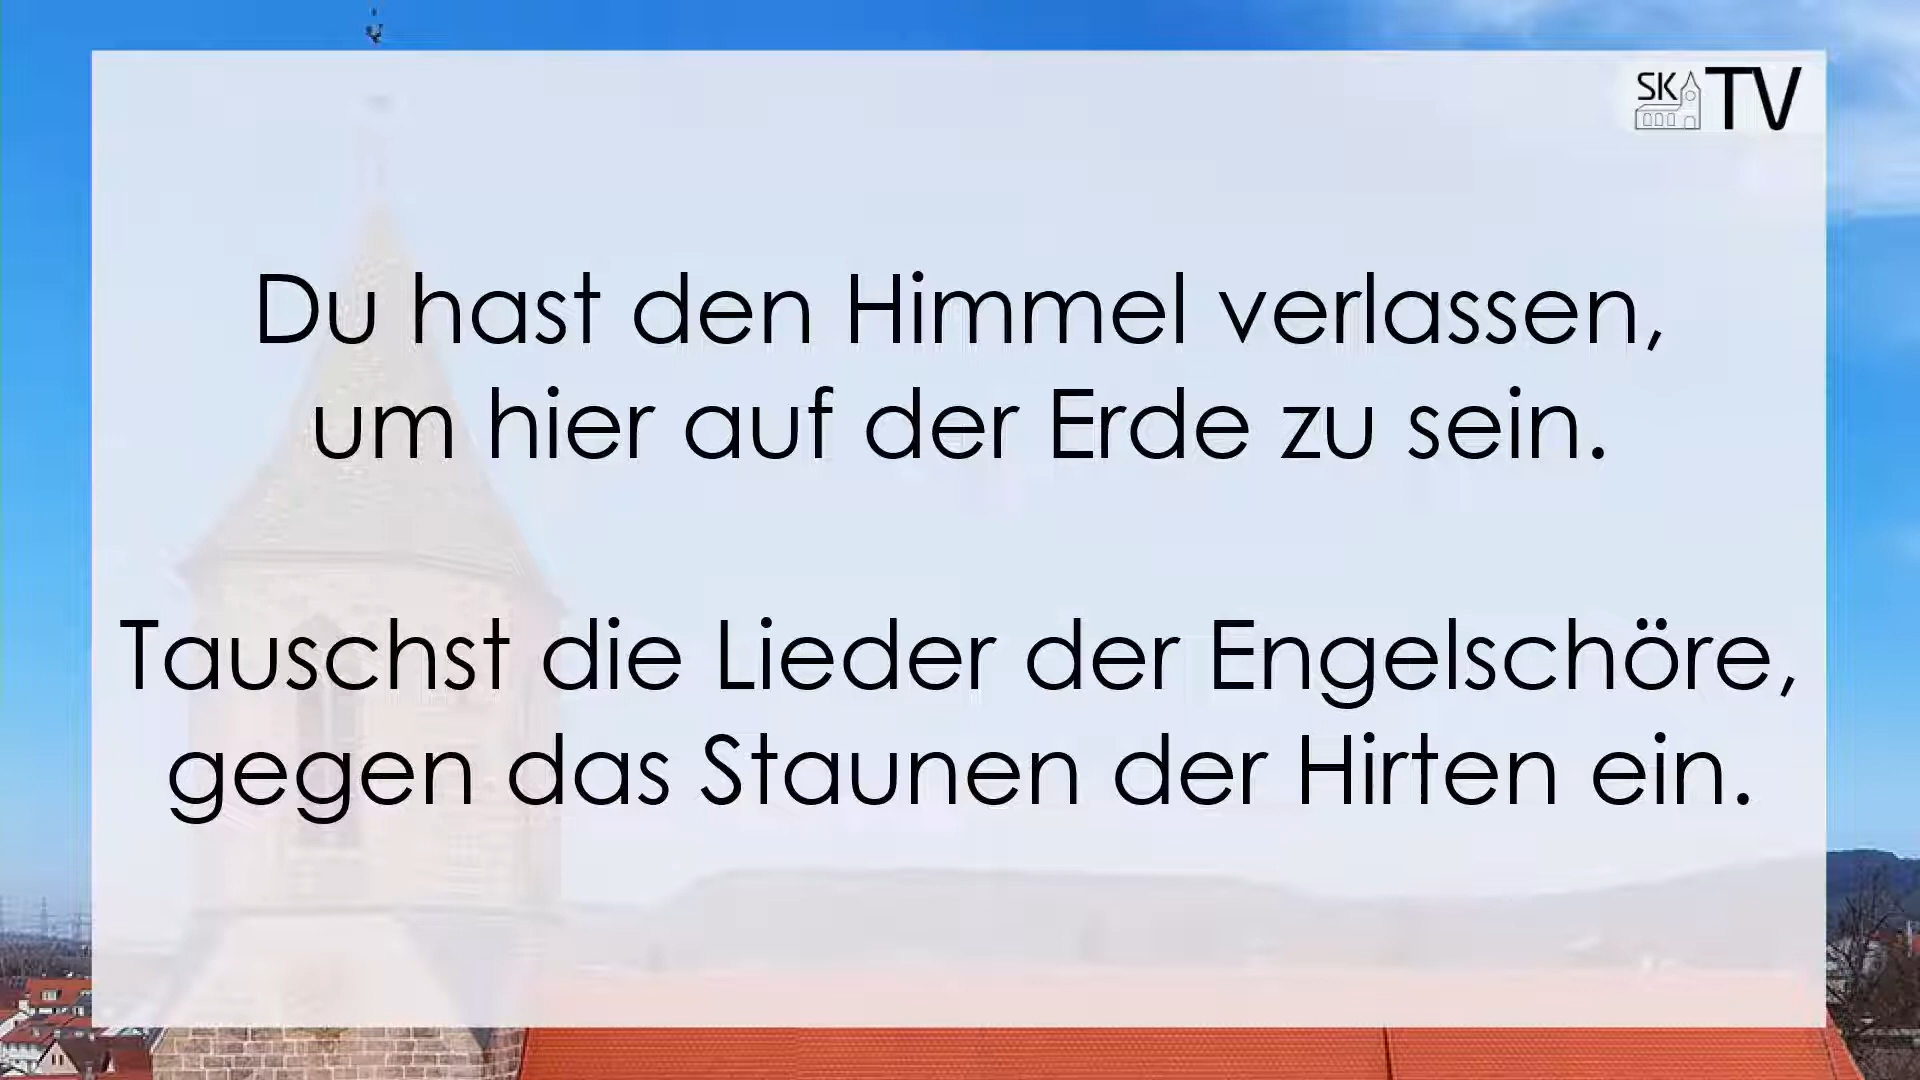 SK TV
Du hast den Himmel verlassen,
um hier auf der Erde zu sein.
Tauschst die Lieder der Engelschöre,
gegen das Staunen der Hirten ein.